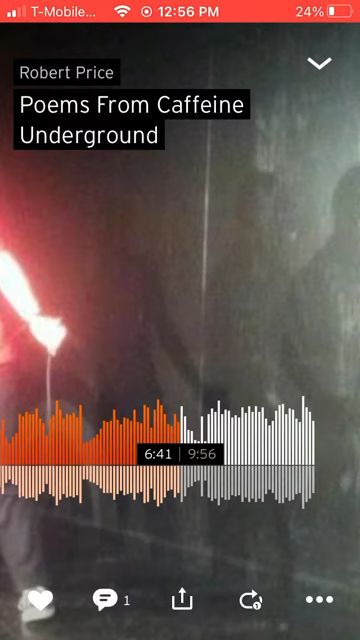 T-Mobile... 12:56 PM 24%
Robert Price
Poems From Caffeine
Underground
6:41 | 9:56
1